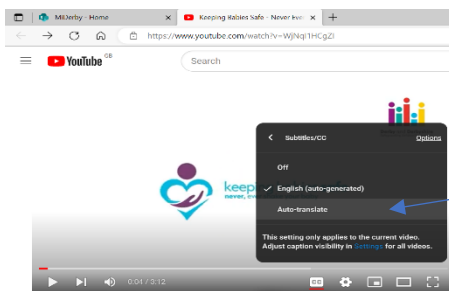 MiDerby - Home
Keeping Babies Safe - Never Eve
https://www.youtube.com/watch?v=WjNqI1HCgZI
YouTube GB
Search
Subtitles/CC
Options
Off
English (auto-generated)
Auto-translate
This setting only applies to the current video.
Adjust caption visibility in Settings for all videos.
keep
never, ev
0:04 / 3:12